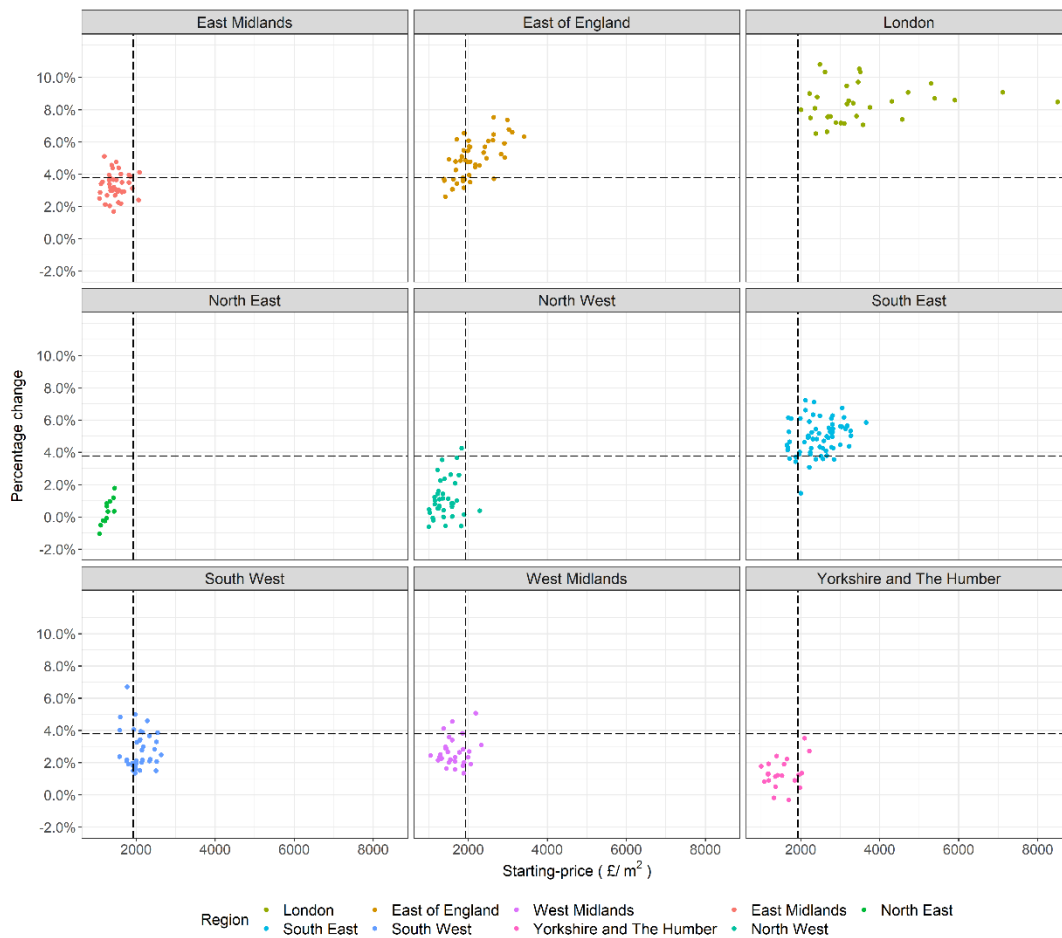 East Midlands East of England London
10.0%
8.0%
6.0%
4.0%
2.0%
0.0%
-2.0%
North East North West South East
10.0%
8.0%
6.0%
4.0%
2.0%
0.0%
-2.0%
South West West Midlands Yorkshire and The Humber
10.0%
8.0%
6.0%
4.0%
2.0%
0.0%
-2.0%
Percentage change
2000 4000 6000 8000 2000 4000 6000 8000 2000 4000 6000 8000
Starting-price ( £/ m² )
Region
London East of England West Midlands East Midlands North East
South East South West Yorkshire and The Humber North West